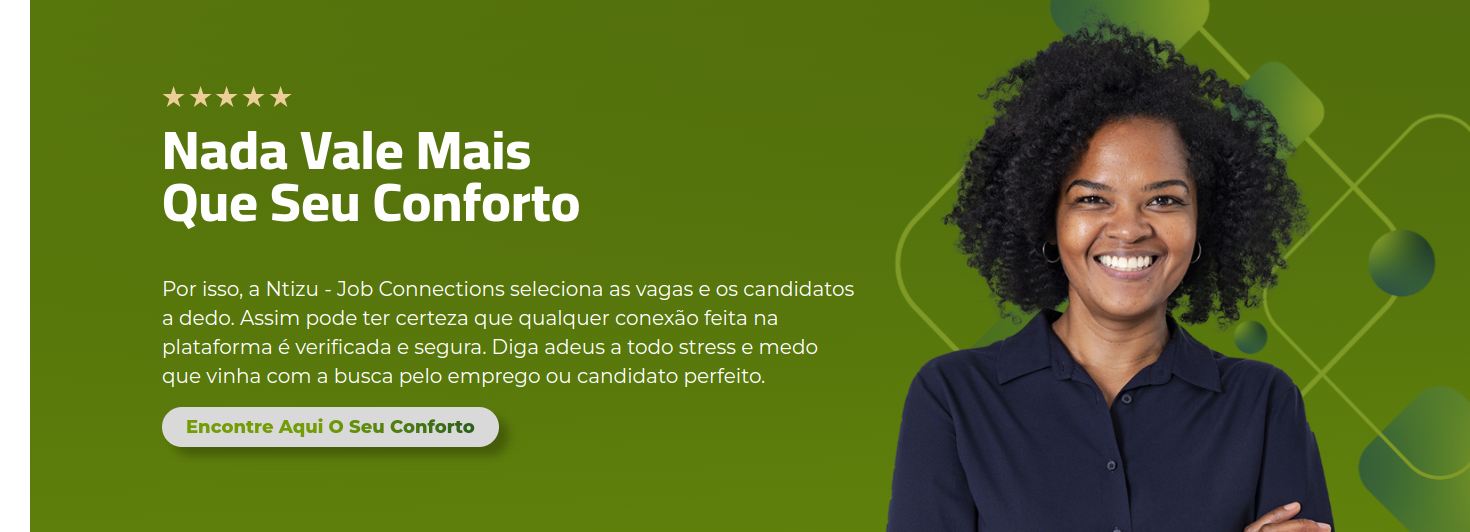 Nada Vale Mais
Que Seu Conforto
Por isso, a Ntizu - Job Connections seleciona as vagas e os candidatos
a dedo. Assim pode ter certeza que qualquer conexão feita na
plataforma é verificada e segura. Diga adeus a todo stress e medo
que vinha com a busca pelo emprego ou candidato perfeito.
Encontre Aqui O Seu Conforto